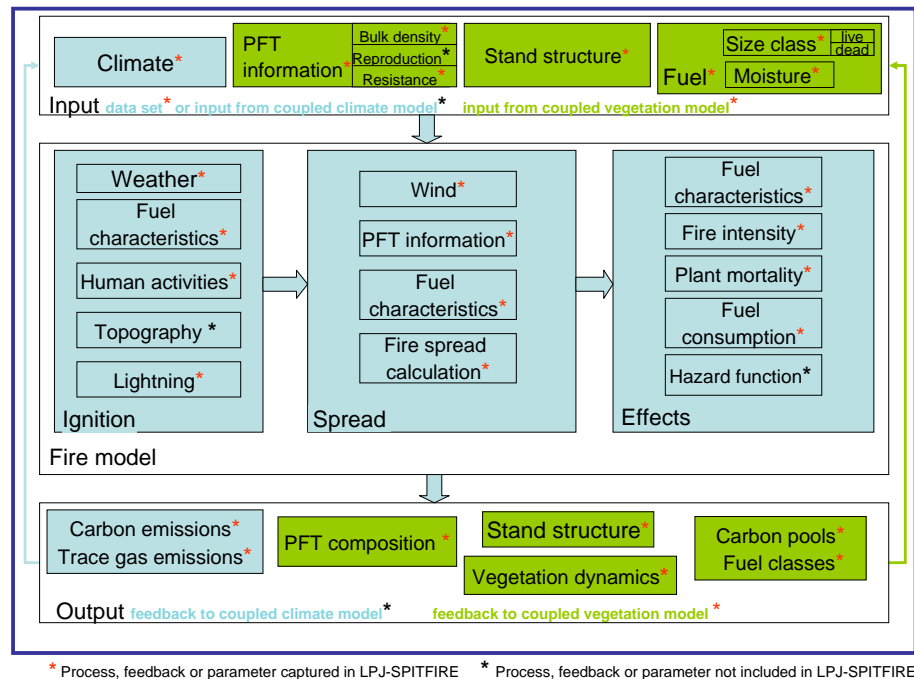 Climate*
PFT
information*
Bulk density*
Reproduction*
Resistance*
Stand structure*
Fuel*
Size class*
live
dead
Moisture*
Input data set* or input from coupled climate model* input from coupled vegetation model*
Weather*
Fuel
characteristics*
Human activities*
Topography *
Lightning*
Ignition
Wind*
PFT information*
Fuel
characteristics*
Fire spread
calculation*
Spread
Fuel
characteristics*
Fire intensity*
Plant mortality*
Fuel
consumption*
Hazard function*
Effects
Fire model
Carbon emissions*
Trace gas emissions*
PFT composition *
Stand structure*
Vegetation dynamics*
Carbon pools*
Fuel classes*
Output feedback to coupled climate model* feedback to coupled vegetation model *
* Process, feedback or parameter captured in LPJ-SPITFIRE * Process, feedback or parameter not included in LPJ-SPITFIRE